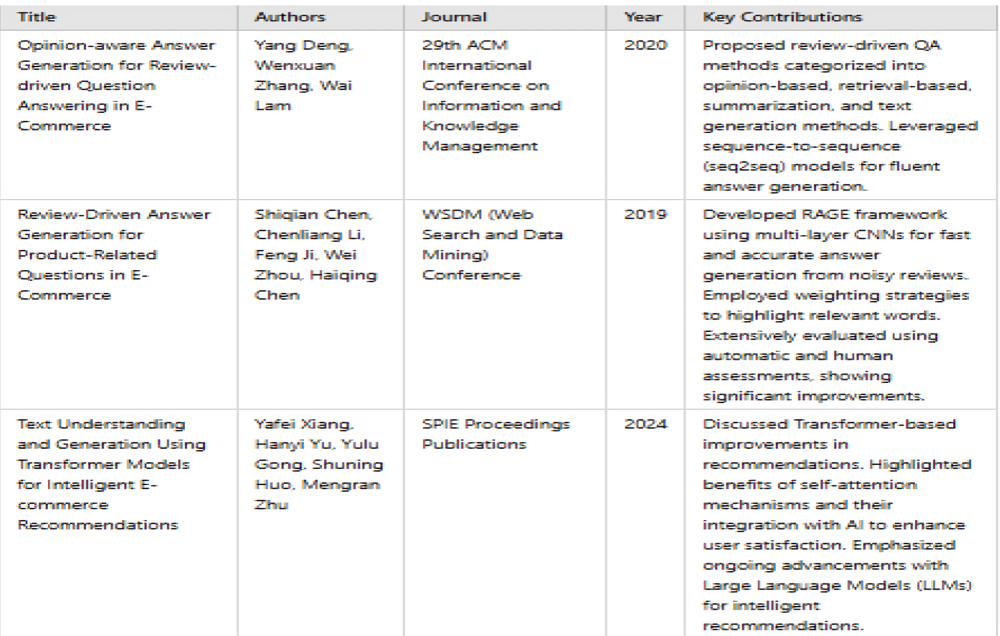 Title Authors Journal Year Key Contributions
Opinion-aware Answer
Generation for Review-
driven Question
Answering in E-
Commerce
Yang Deng,
Wenxuan
Zhang, Wai
Lam
29th ACM
International
Conference on
Information and
Knowledge
Management
2020
Proposed review-driven QA
methods categorized into
opinion-based, retrieval-based,
summarization, and text
generation methods. Leveraged
sequence-to-sequence
(seq2seq) models for fluent
answer generation.
Review-Driven Answer
Generation for
Product-Related
Questions in E-
Commerce
Shiqian Chen,
Chenliang Li,
Feng Ji, Wei
Zhou, Haiqing
Chen
WSDM (Web
Search and Data
Mining)
Conference
2019
Developed RAGE framework
using multi-layer CNNs for fast
and accurate answer
generation from noisy reviews.
Employed weighting strategies
to highlight relevant words.
Extensively evaluated using
automatic and human
assessments, showing
significant improvements.
Text Understanding
and Generation Using
Transformer Models
for Intelligent E-
commerce
Recommendations
Yafei Xiang,
Hanyi Yu, Yulu
Gong, Shuning
Huo, Mengran
Zhu
SPIE Proceedings
Publications
2024
Discussed Transformer-based
improvements in
recommendations. Highlighted
benefits of self-attention
mechanisms and their
integration with AI to enhance
user satisfaction. Emphasized
ongoing advancements with
Large Language Models (LLMs)
for intelligent
recommendations.